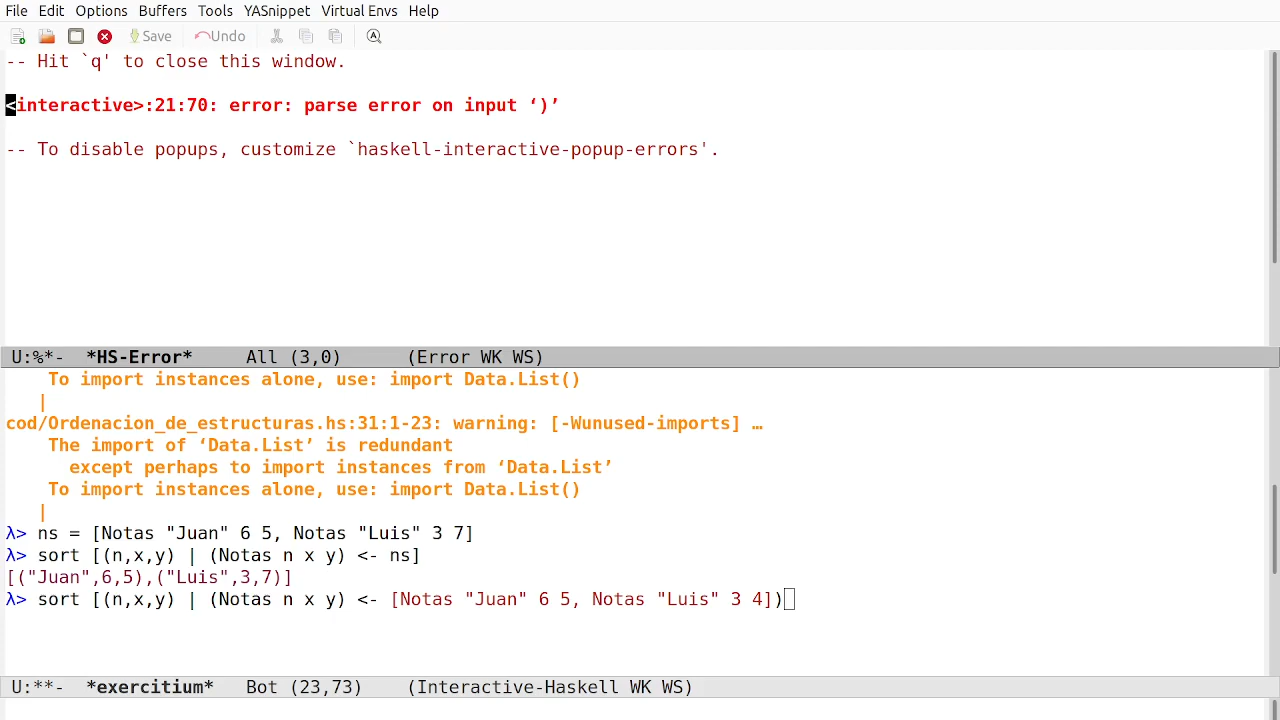 File Edit Options Buffers Tools YASnippet Virtual Envs Help
Save Undo
-- Hit `q' to close this window.
<interactive>:21:70: error: parse error on input ‘)’
-- To disable popups, customize `haskell-interactive-popup-errors'.
U:%*-  *HS-Error*     All (3,0)      (Error WK WS)
    To import instances alone, use: import Data.List()
   |
cod/Ordenacion_de_estructuras.hs:31:1-23: warning: [-Wunused-imports] …
    The import of ‘Data.List’ is redundant
      except perhaps to import instances from ‘Data.List’
    To import instances alone, use: import Data.List()
   |
λ> ns = [Notas "Juan" 6 5, Notas "Luis" 3 7]
λ> sort [(n,x,y) | (Notas n x y) <- ns]
[("Juan",6,5),("Luis",3,7)]
λ> sort [(n,x,y) | (Notas n x y) <- [Notas "Juan" 6 5, Notas "Luis" 3 4])
U:**-  *exercitium*   Bot (23,73)    (Interactive-Haskell WK WS)